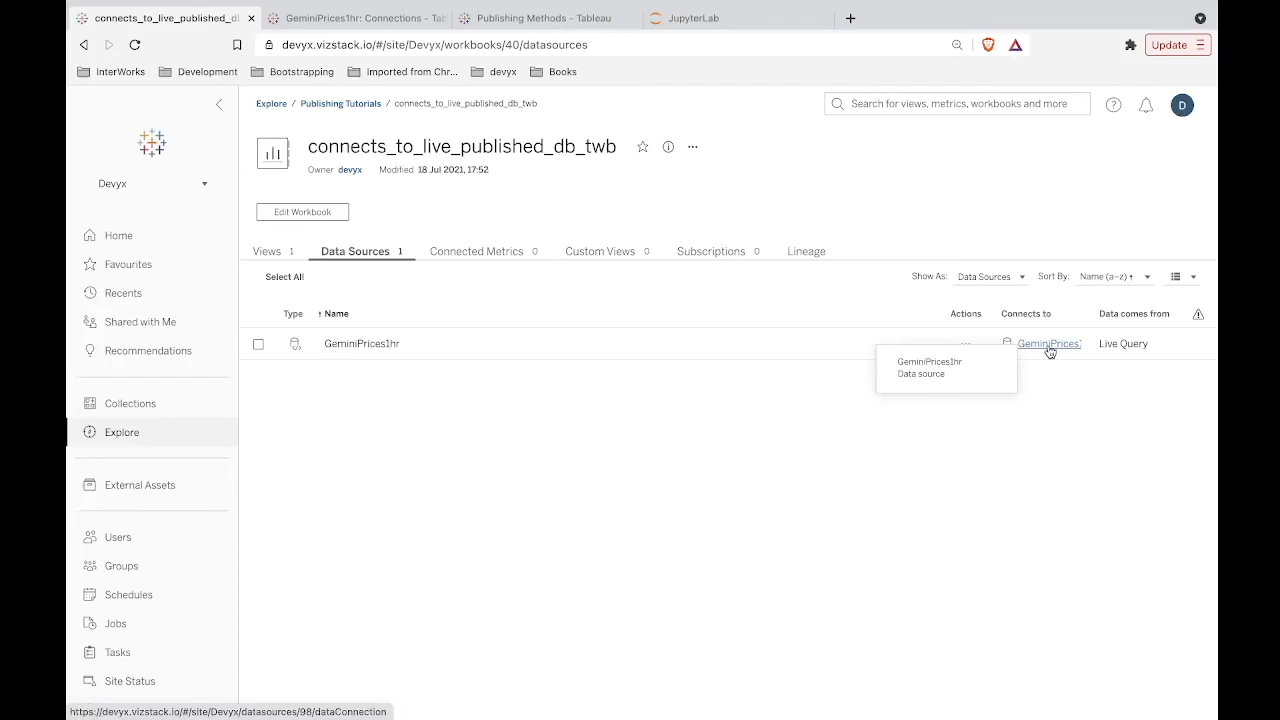 connects_to_live_published_dl
GeminiPrices1hr: Connections – Tab
Publishing Methods – Tableau
JupyterLab
devyx.vizstack.io/#/site/Devyx/workbooks/40/datasources
Update
InterWorks
Development
Bootstrapping
Imported from Chr...
devyx
Books
Explore / Publishing Tutorials / connects_to_live_published_db_twb
Search for views, metrics, workbooks and more
D
connects_to_live_published_db_twb
Owner devyx Modified 18 Jul 2021, 17:52
Devyx
Edit Workbook
Views 1 Data Sources 1 Connected Metrics 0 Custom Views 0 Subscriptions 0 Lineage
Select All
Show As: Data Sources Sort By: Name (a–z) ↑
Type ↑ Name Actions Connects to Data comes from
GeminiPrices1hr ... GeminiPrices1 Live Query
GeminiPrices1hr
Data source
Home
Favourites
Recents
Shared with Me
Recommendations
Collections
Explore
External Assets
Users
Groups
Schedules
Jobs
Tasks
Site Status
https://devyx.vizstack.io/#/site/Devyx/datasources/98/dataConnection